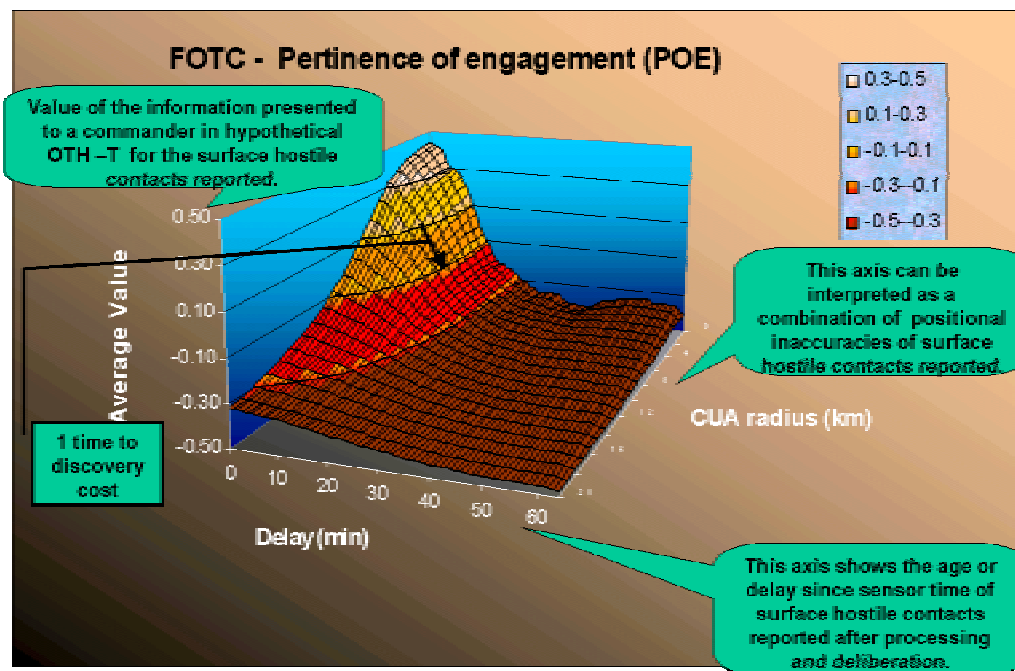 FOTC - Pertinence of engagement (POE)
Value of the information presented
to a commander in hypothetical
OTH –T for the surface hostile
contacts reported.
0.3-0.5
0.1-0.3
-0.1-0.1
-0.3--0.1
-0.5--0.3
0.50
0.30
0.10
-0.10
-0.30
-0.50
Average Value
This axis can be
interpreted as a
combination of positional
inaccuracies of surface
hostile contacts reported.
CUA radius (km)
1 time to
discovery
cost
0
10
20
30
40
50
60
Delay (min)
This axis shows the age or
delay since sensor time of
surface hostile contacts
reported after processing
and deliberation.